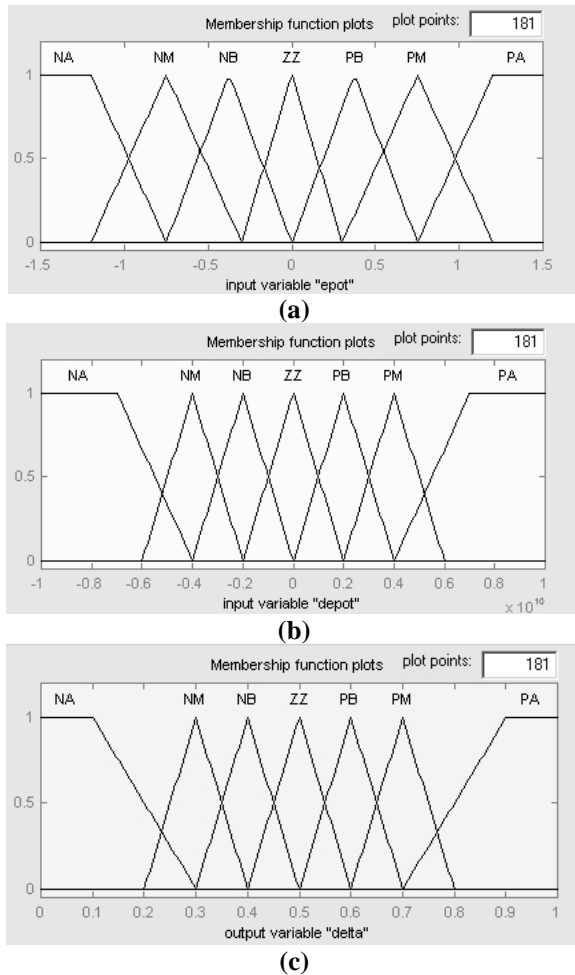 Membership function plots plot points: 181
NA NM NB ZZ PB PM PA
1
0.5
0
-1.5 -1 -0.5 0 0.5 1 1.5
input variable "epot"
(a)
Membership function plots plot points: 181
NA NM NB ZZ PB PM PA
1
0.5
0
-1 -0.8 -0.6 -0.4 -0.2 0 0.2 0.4 0.6 0.8 1
input variable "depot" x 10^10
(b)
Membership function plots plot points: 181
NA NM NB ZZ PB PM PA
1
0.5
0
0 0.1 0.2 0.3 0.4 0.5 0.6 0.7 0.8 0.9 1
output variable "delta"
(c)